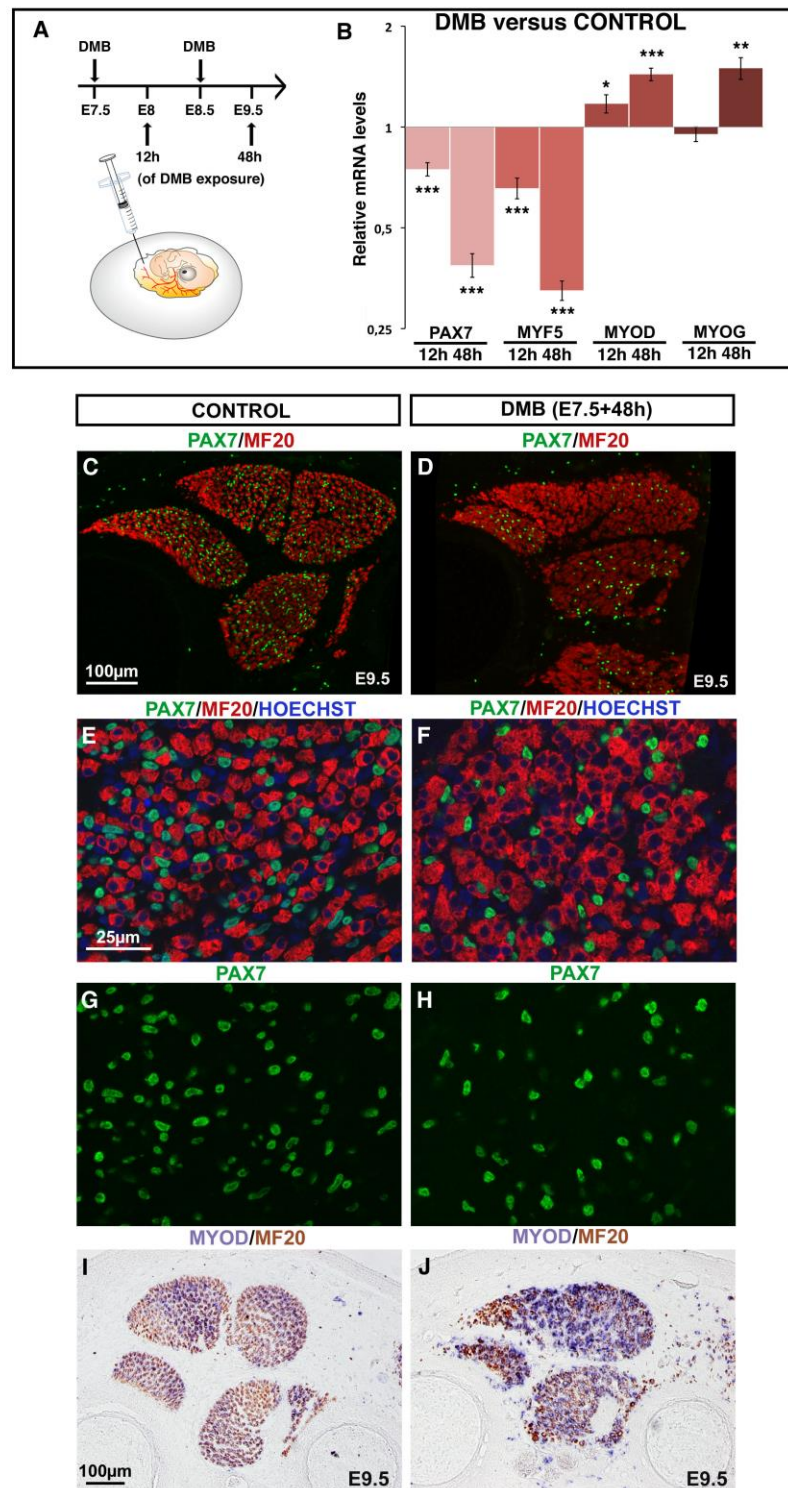 A
DMB DMB
E7.5 E8 E8.5 E9.5
12h 48h
(of DMB exposure)
B
DMB versus CONTROL
Relative mRNA levels
2
1
0,5
0,25
* *** **
*** *** *** ***
PAX7 MYF5 MYOD MYOG
12h 48h 12h 48h 12h 48h 12h 48h
CONTROL DMB (E7.5+48h)
PAX7/MF20 PAX7/MF20
C D
100µm E9.5 E9.5
PAX7/MF20/HOECHST PAX7/MF20/HOECHST
E F
25µm
PAX7 PAX7
G H
MYOD/MF20 MYOD/MF20
I J
100µm E9.5 E9.5